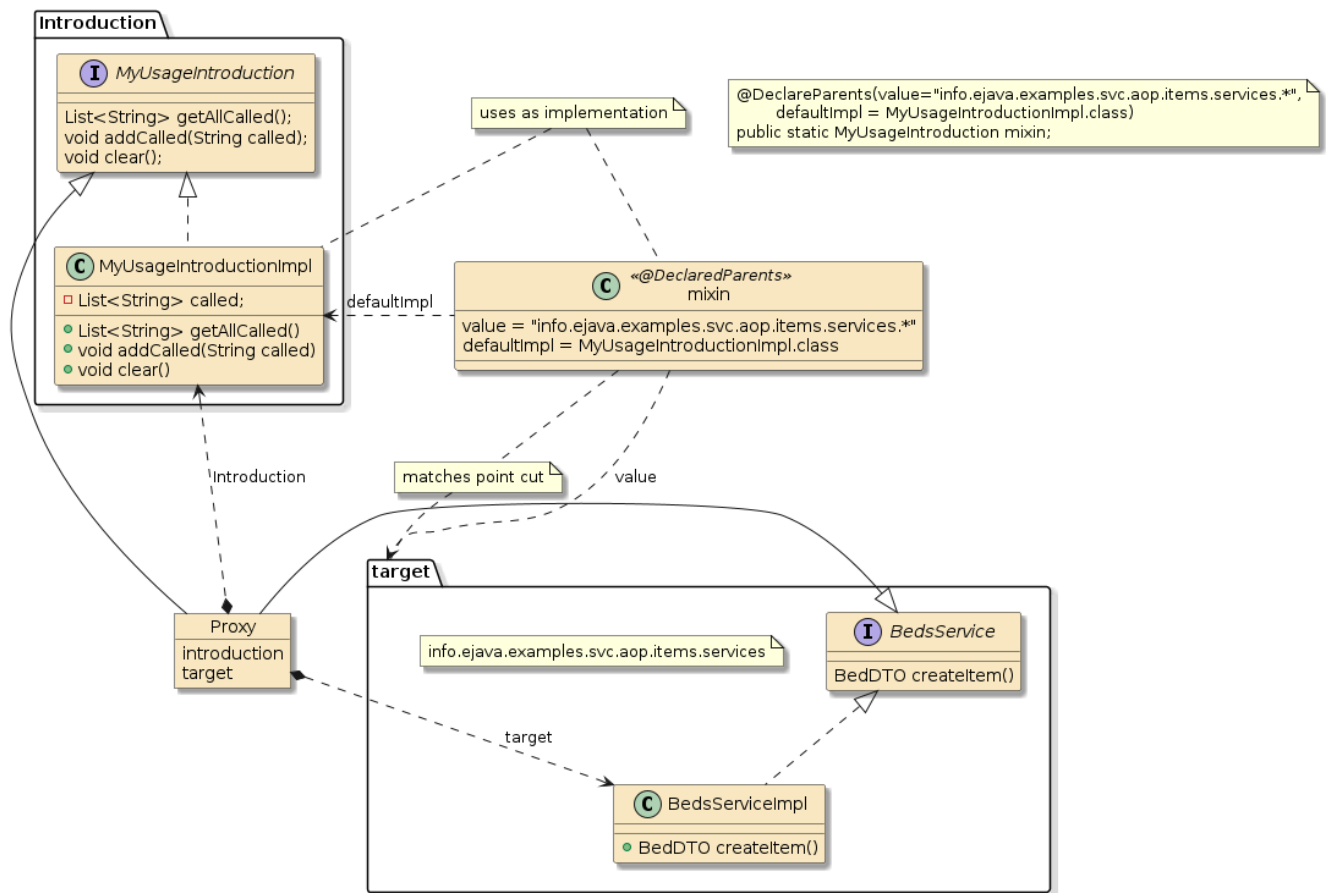 Introduction
I MyUsageIntroduction
List<String> getAllCalled();
void addCalled(String called);
void clear();
uses as implementation
@DeclareParents(value="info.ejava.examples.svc.aop.items.services.*",
defaultImpl = MyUsageIntroductionImpl.class)
public static MyUsageIntroduction mixin;
C MyUsageIntroductionImpl
List<String> called;
List<String> getAllCalled()
void addCalled(String called)
void clear()
defaultImpl
C «@DeclaredParents»
mixin
value = "info.ejava.examples.svc.aop.items.services.*"
defaultImpl = MyUsageIntroductionImpl.class
Introduction
matches point cut
value
target
Proxy
introduction
target
info.ejava.examples.svc.aop.items.services
I BedsService
BedDTO createItem()
target
C BedsServiceImpl
BedDTO createItem()